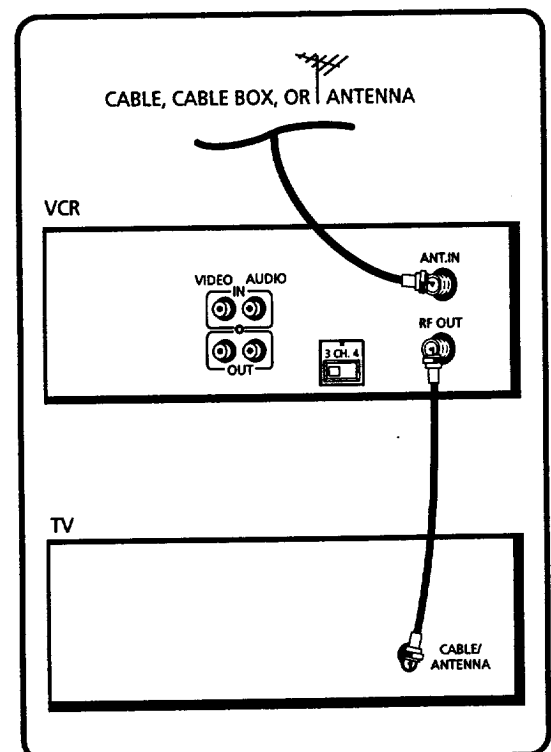 CABLE, CABLE BOX, OR ANTENNA
VCR
ANT.IN
VIDEO AUDIO
IN
RF OUT
3 CH. 4
OUT
TV
CABLE/
ANTENNA